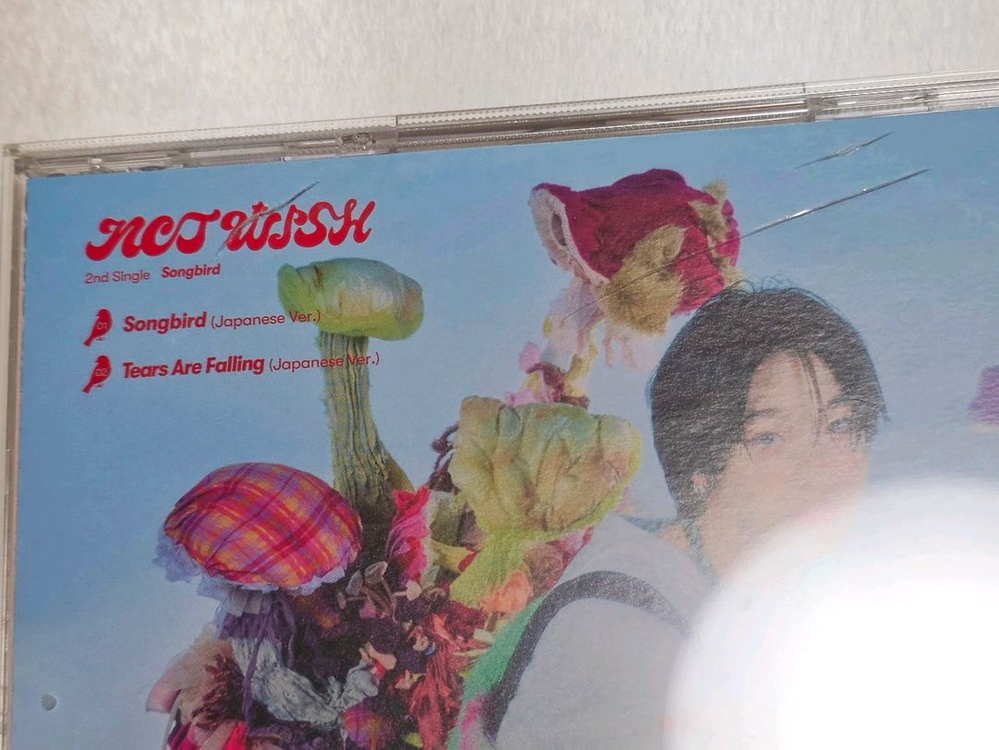 NCT WISH
2nd Single Songbird
01 Songbird (Japanese Ver.)
02 Tears Are Falling (Japanese Ver.)